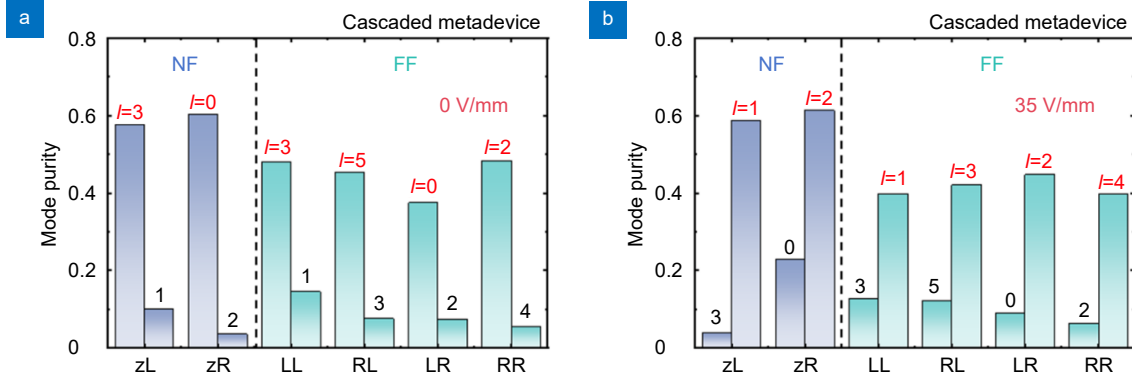 a
Cascaded metadevice
0.8
0.6
0.4
0.2
0
Mode purity
NF
FF
0 V/mm
l=3
1
l=0
2
l=3
1
l=5
3
l=0
2
l=2
4
zL zR LL RL LR RR
b
Cascaded metadevice
0.8
0.6
0.4
0.2
0
Mode purity
NF
FF
35 V/mm
3
l=1
0
l=2
3
l=1
5
l=3
0
l=2
2
l=4
zL zR LL RL LR RR